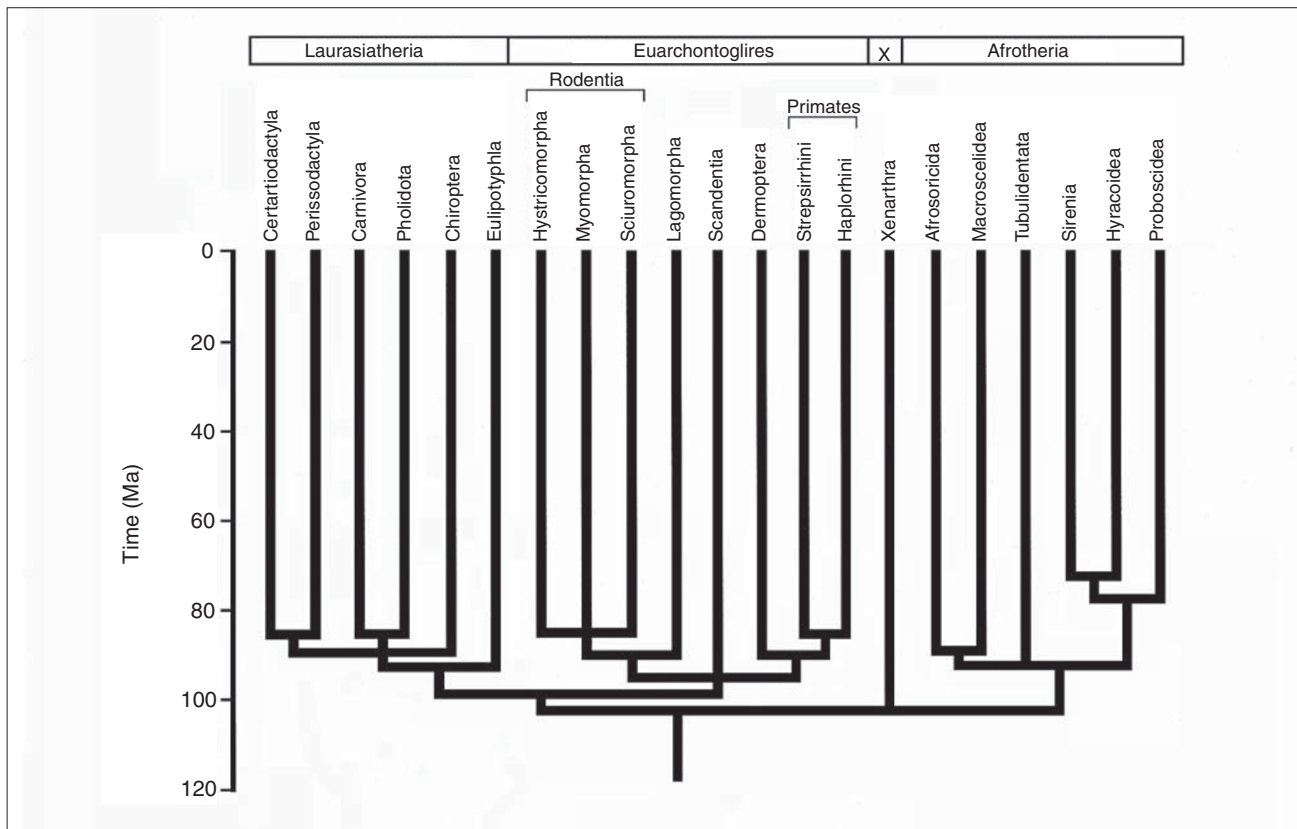 Laurasiatheria Euarchontoglires X Afrotheria
Rodentia
Primates
Certartiodactyla
Perissodactyla
Carnivora
Pholidota
Chiroptera
Eulipotyphla
Hystricomorpha
Myomorpha
Sciuromorpha
Lagomorpha
Scandentia
Dermoptera
Strepsirrhini
Haplorhini
Xenarthra
Afrosoricida
Macroscelidea
Tubulidentata
Sirenia
Hyracoidea
Proboscidea
Time (Ma)
0
20
40
60
80
100
120